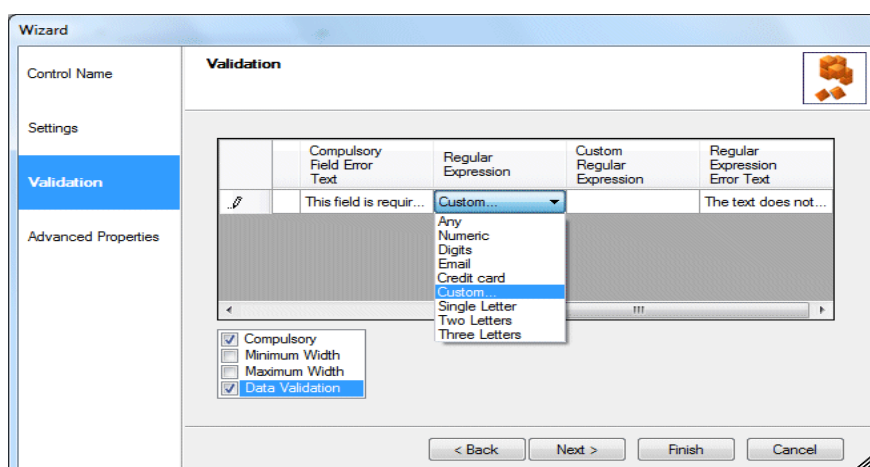 Wizard
Control Name
Settings
Validation
Advanced Properties
Validation
Compulsory
Field Error
Text
Regular
Expression
Custom
Regular
Expression
Regular
Expression
Error Text
This field is requir...
Custom...
The text does not...
Any
Numeric
Digits
Email
Credit card
Custom...
Single Letter
Two Letters
Three Letters
Compulsory
Minimum Width
Maximum Width
Data Validation
< Back
Next >
Finish
Cancel